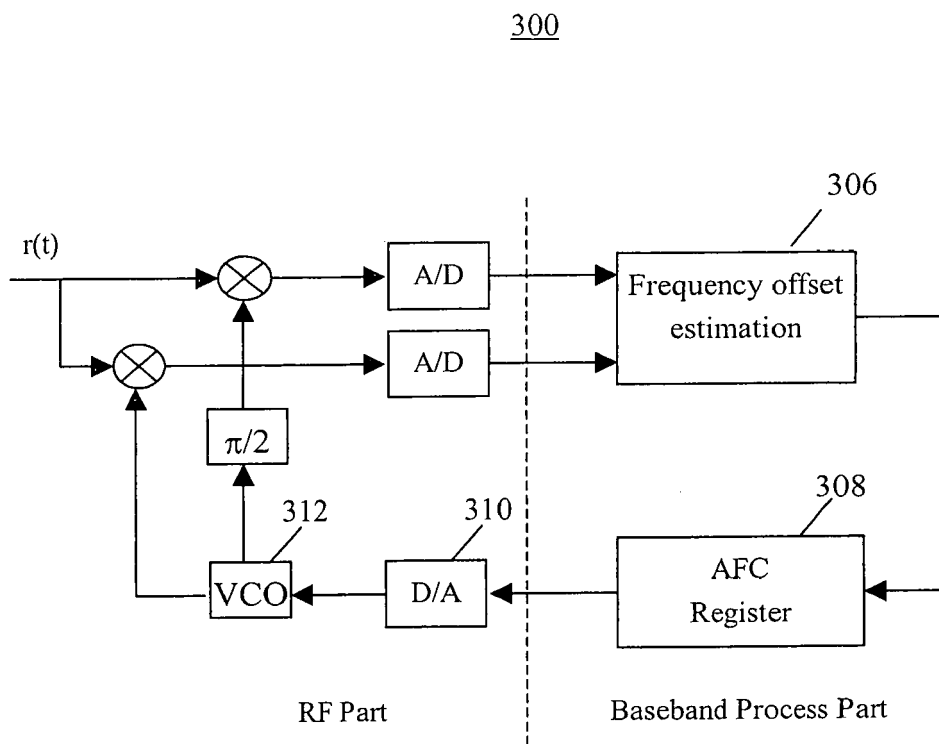 300
306
r(t)
A/D
Frequency offset
estimation
A/D
π/2
312
310
308
VCO
D/A
AFC
Register
RF Part
Baseband Process Part